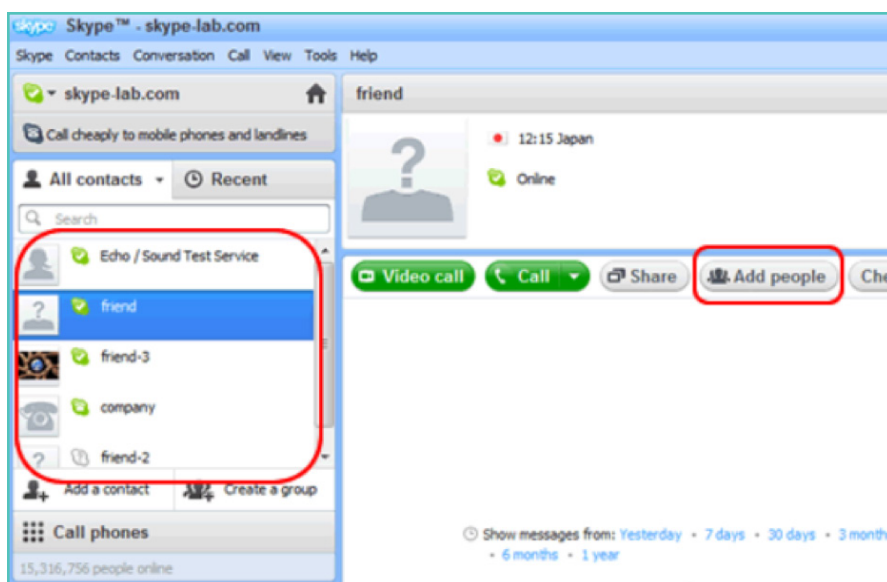 skype Skype™ - skype-lab.com
Skype Contacts Conversation Call View Tools Help
skype-lab.com
Call cheaply to mobile phones and landlines
All contacts Recent
Search
Echo / Sound Test Service
friend
friend-3
company
friend-2
Add a contact Create a group
Call phones
15,316,756 people online
friend
12:15 Japan
Online
Video call Call Share Add people Che
Show messages from: Yesterday • 7 days • 30 days • 3 month
• 6 months • 1 year